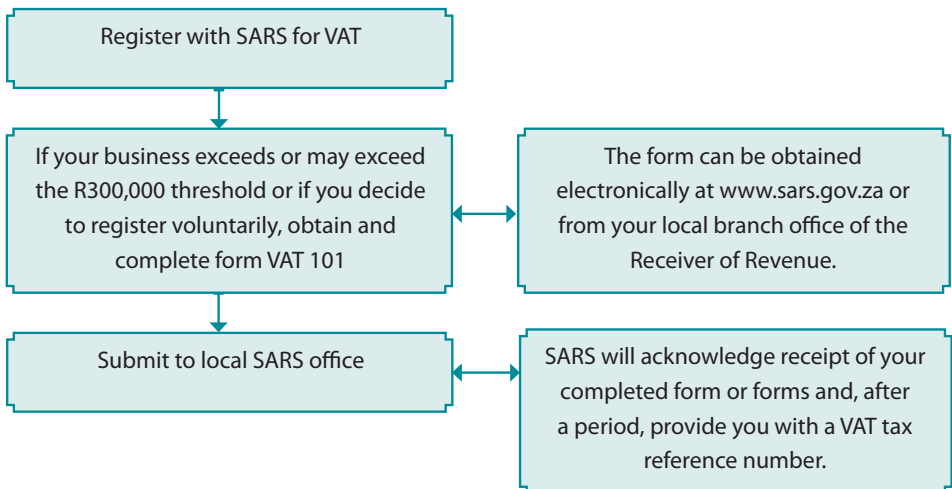 Register with SARS for VAT
If your business exceeds or may exceed
the R300,000 threshold or if you decide
to register voluntarily, obtain and
complete form VAT 101
The form can be obtained
electronically at www.sars.gov.za or
from your local branch office of the
Receiver of Revenue.
Submit to local SARS office
SARS will acknowledge receipt of your
completed form or forms and, after
a period, provide you with a VAT tax
reference number.